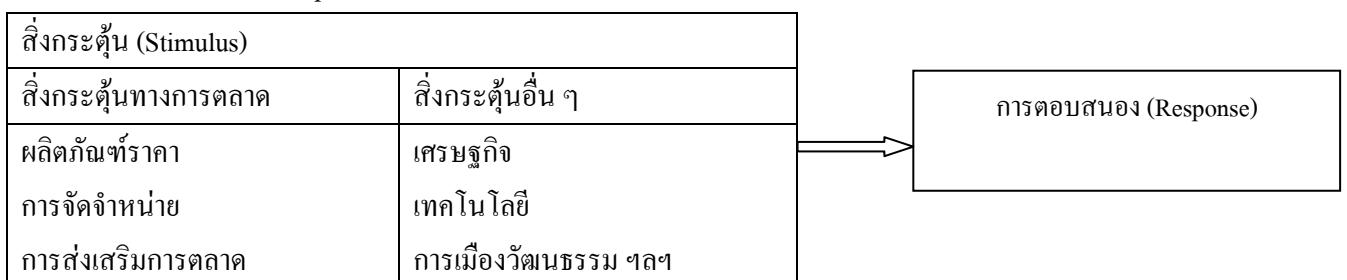 สิ่งกระตุ้น (Stimulus)
สิ่งกระตุ้นทางการตลาด สิ่งกระตุ้นอื่น ๆ
ผลิตภัณฑ์ราคา เศรษฐกิจ
การจัดจำหน่าย เทคโนโลยี
การส่งเสริมการตลาด การเมืองวัฒนธรรม ฯลฯ
การตอบสนอง (Response)